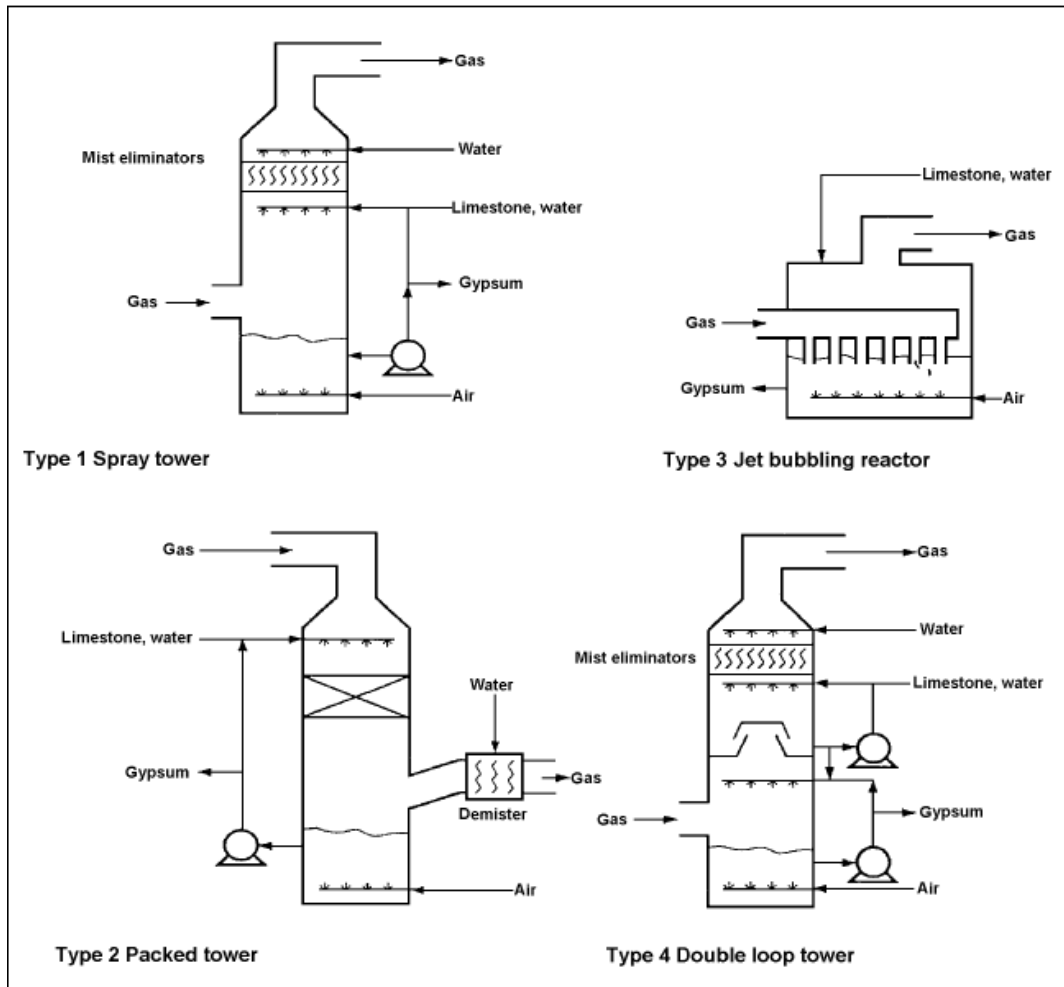 Gas
Water
Mist eliminators
Limestone, water
Gypsum
Gas
Air
Type 1 Spray tower
Limestone, water
Gas
Gas
Gypsum
Air
Type 3 Jet bubbling reactor
Gas
Limestone, water
Water
Gypsum
Gas
Demister
Air
Type 2 Packed tower
Gas
Water
Mist eliminators
Limestone, water
Gas
Gypsum
Air
Type 4 Double loop tower